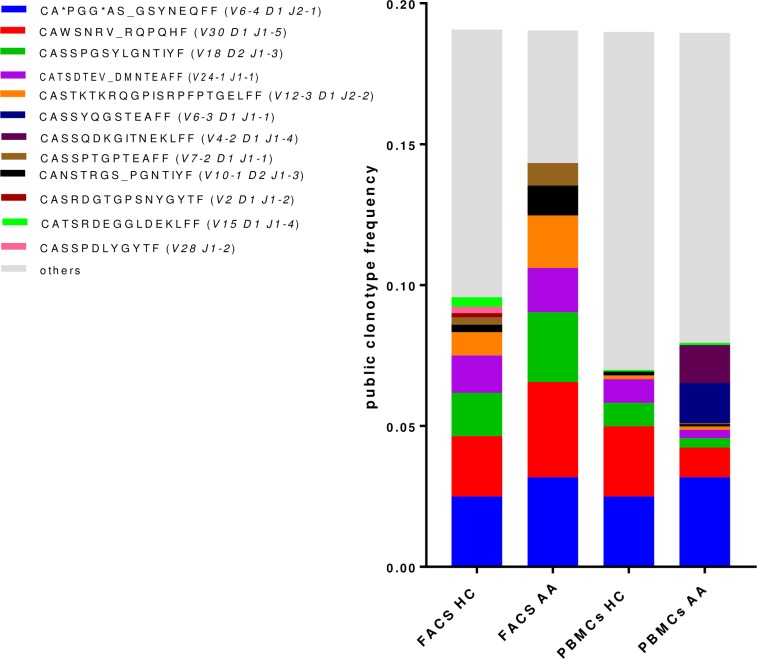 CA*PGG*AS_GSYNEQFF (V6-4 D1 J2-1)
CAWSNRV_RQPQHF (V30 D1 J1-5)
CASSPGSYLGNTIYF (V18 D2 J1-3)
CATSDTEV_DMNTEAFF (V24-1 J1-1)
CASTKTKRQGPISRPFPTGELFF (V12-3 D1 J2-2)
CASSYQGSTEAFF (V6-3 D1 J1-1)
CASSQDKGITNEKLFF (V4-2 D1 J1-4)
CASSPTGPTEAFF (V7-2 D1 J1-1)
CANSTRGS_PGNTIYF (V10-1 D2 J1-3)
CASRDGTGPSNYGYTF (V2 D1 J1-2)
CATSRDEGGLDEKLFF (V15 D1 J1-4)
CASSPDLYGYTF (V28 J1-2)
others
public clonotype frequency
0.20
0.15
0.10
0.05
0.00
FACS HC
FACS AA
PBMCs HC
PBMCs AA